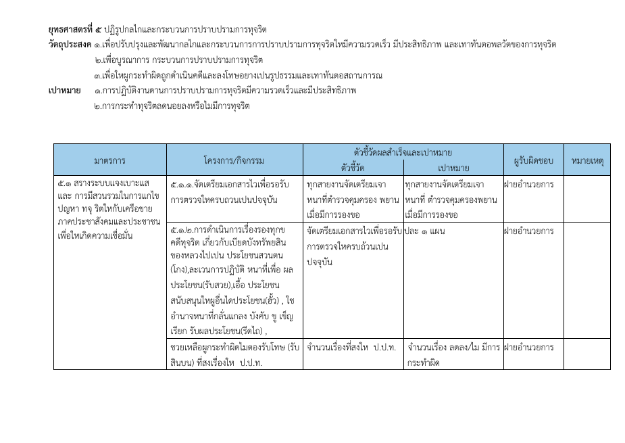 ยุทธศาสตร์ที่ ๕ ปฏิรูปกลไกและกระบวนการปราบปรามการทุจริต
วัตถุประสงค ๑.เพื่อปรับปรุงและพัฒนากลไกและกระบวนการการปราบปรามการทุจริตใหมีความรวดเร็ว มีประสิทธิภาพ และเทาทันตอพลวัตของการทุจริต
๒.เพื่อบูรณาการ กระบวนการปราบปรามการทุจริต
๓.เพื่อใหผูกระทำผิดถูกดำเนินคดีและลงโทษอยางเปนรูปธรรมและเทาทันตอสถานการณ
เปาหมาย ๑.การปฏิบัติงานดานการปราบปรามการทุจริตมีความรวดเร็วและมีประสิทธิภาพ
๒.การกระทำทุจริตลดนอยลงหรือไมมีการทุจริต
มาตรการ โครงการ/กิจกรรม ตัวชี้วัดผลสำเร็จและเปาหมาย ผูรับผิดชอบ หมายเหตุ
ตัวชี้วัด เปาหมาย
๕.๑ สรางระบบแจงเบาะแส
และ การมีสวนรวมในการแกไข
ปญหา ทจุ ริตใหกับเครือขาย
ภาคประชาสังคมและประชาชน
เพื่อใหเกิดความเชื่อมั่น
๕.๑.๑.จัดเตรียมเอกสารไวเพื่อรอรับ
การตรวจใหครบถวนเปนปจจุบัน
ทุกสายงานจัดเตรียมเจา
หนาทีตำรวจคุมครอง พยาน
เมื่อมีการรองขอ
ทุกสายงานจัดเตรียมเจา
หนาที่ ตำรวจคุมครองพยาน
เมื่อมีการรองขอ
ฝายอำนวยการ
๕.๑.๒.การดำเนินการเรื่องรองทุกข
คดีทุจริต เกี่ยวกับเบียดบังทรัพยสิน
ของหลวงไปเปน ประโยชนสวนตน
(โกง),ละเวนการปฏิบัติ หนาที่เพื่อ ผล
ประโยชน(รับสวย),เอื้อ ประโยชน
สนับสนุนใหผูอื่นไดประโยชน(ฮั้ว) , ใช
อำนาจหนาที่กลั่นแกลง บังคับ ขู เข็ญ
เรียก รับผลประโยชน(รีดไถ) ,
จัดเตรียมเอกสารไวเพื่อรอรับ
การตรวจใหครบถวนเปน
ปจจุบัน
ปละ ๑ แผน
ฝายอำนวยการ
ชวยเหลือผูกระทำผิดไมตองรับโทษ (รับ
สินบน) ที่สงเรื่องให ป.ป.ท.
จำนวนเรื่องที่สงให ป.ป.ท.
จำนวนเรื่อง ลดลง/ไม มีการ
กระทำผิด
ฝายอำนวยการ